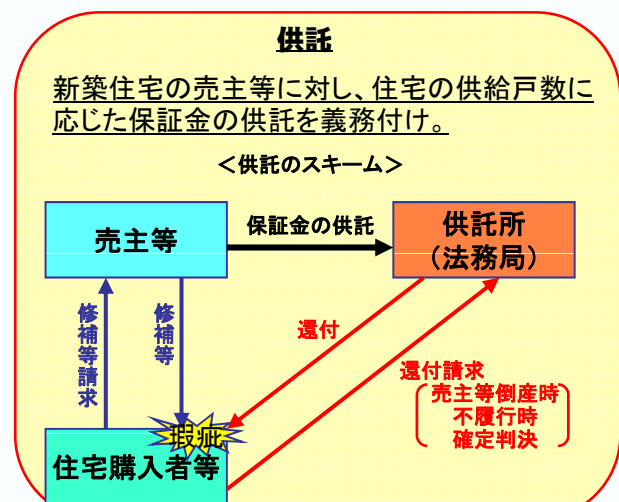 供託
新築住宅の売主等に対し、住宅の供給戸数に
応じた保証金の供託を義務付け。
＜供託のスキーム＞
売主等
保証金の供託
供託所
（法務局）
修補等請求
修補等
還付
還付請求
売主等倒産時
不履行時
確定判決
瑕疵
住宅購入者等